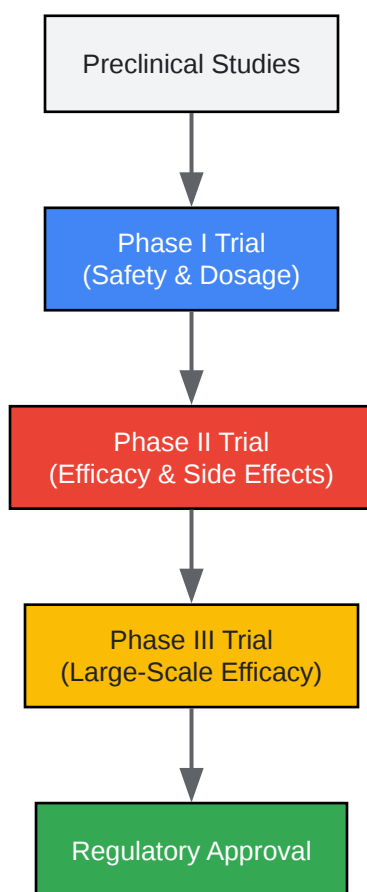 Preclinical Studies
Phase I Trial
(Safety & Dosage)
Phase II Trial
(Efficacy & Side Effects)
Phase III Trial
(Large-Scale Efficacy)
Regulatory Approval